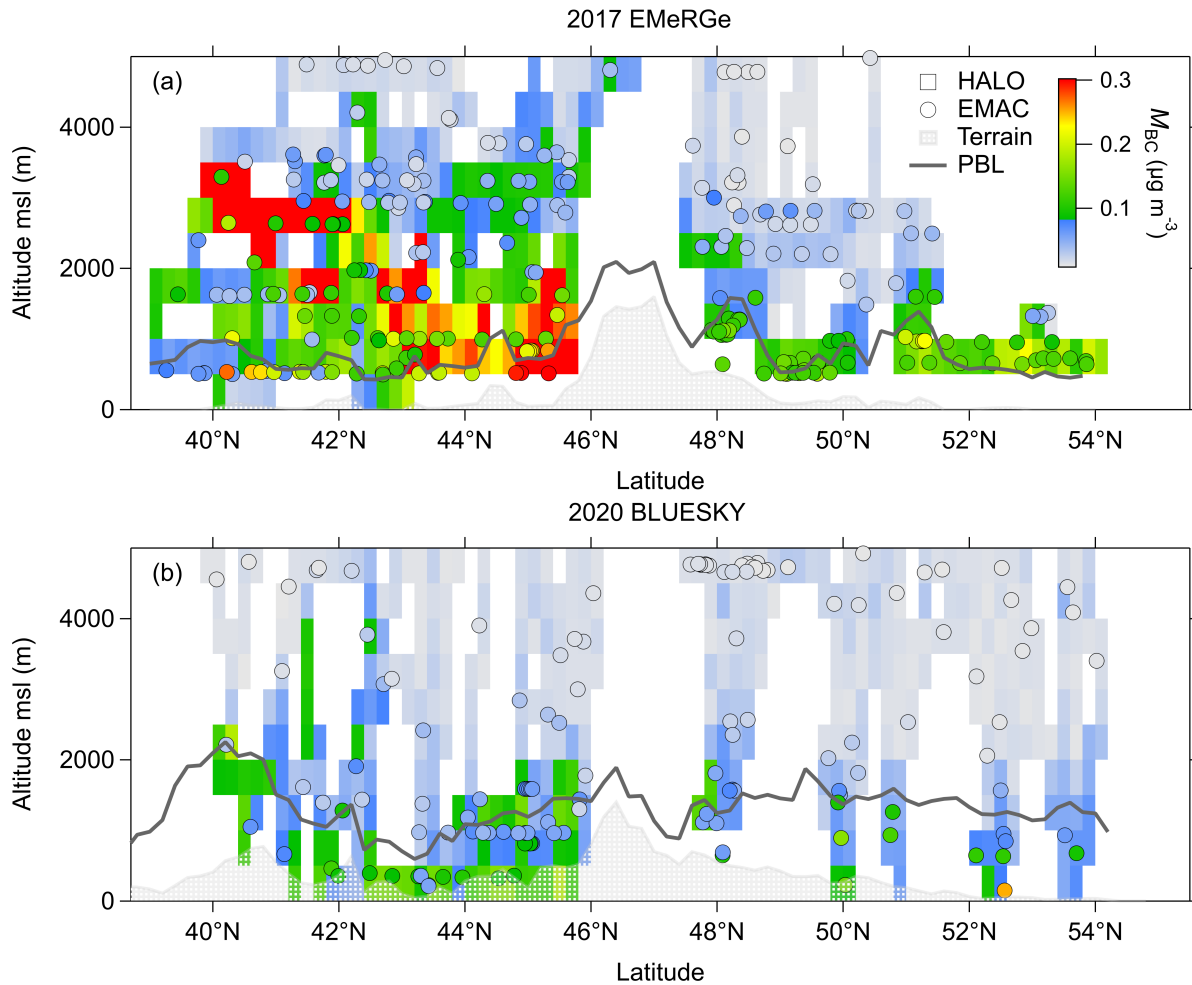 2017 EMeRGe
(a)
HALO
EMAC
Terrain
PBL
0.3
0.2
0.1
M_BC (µg m⁻³)
Altitude msl (m)
4000
2000
0
40°N 42°N 44°N 46°N 48°N 50°N 52°N 54°N
Latitude
2020 BLUESKY
(b)
Altitude msl (m)
4000
2000
0
40°N 42°N 44°N 46°N 48°N 50°N 52°N 54°N
Latitude